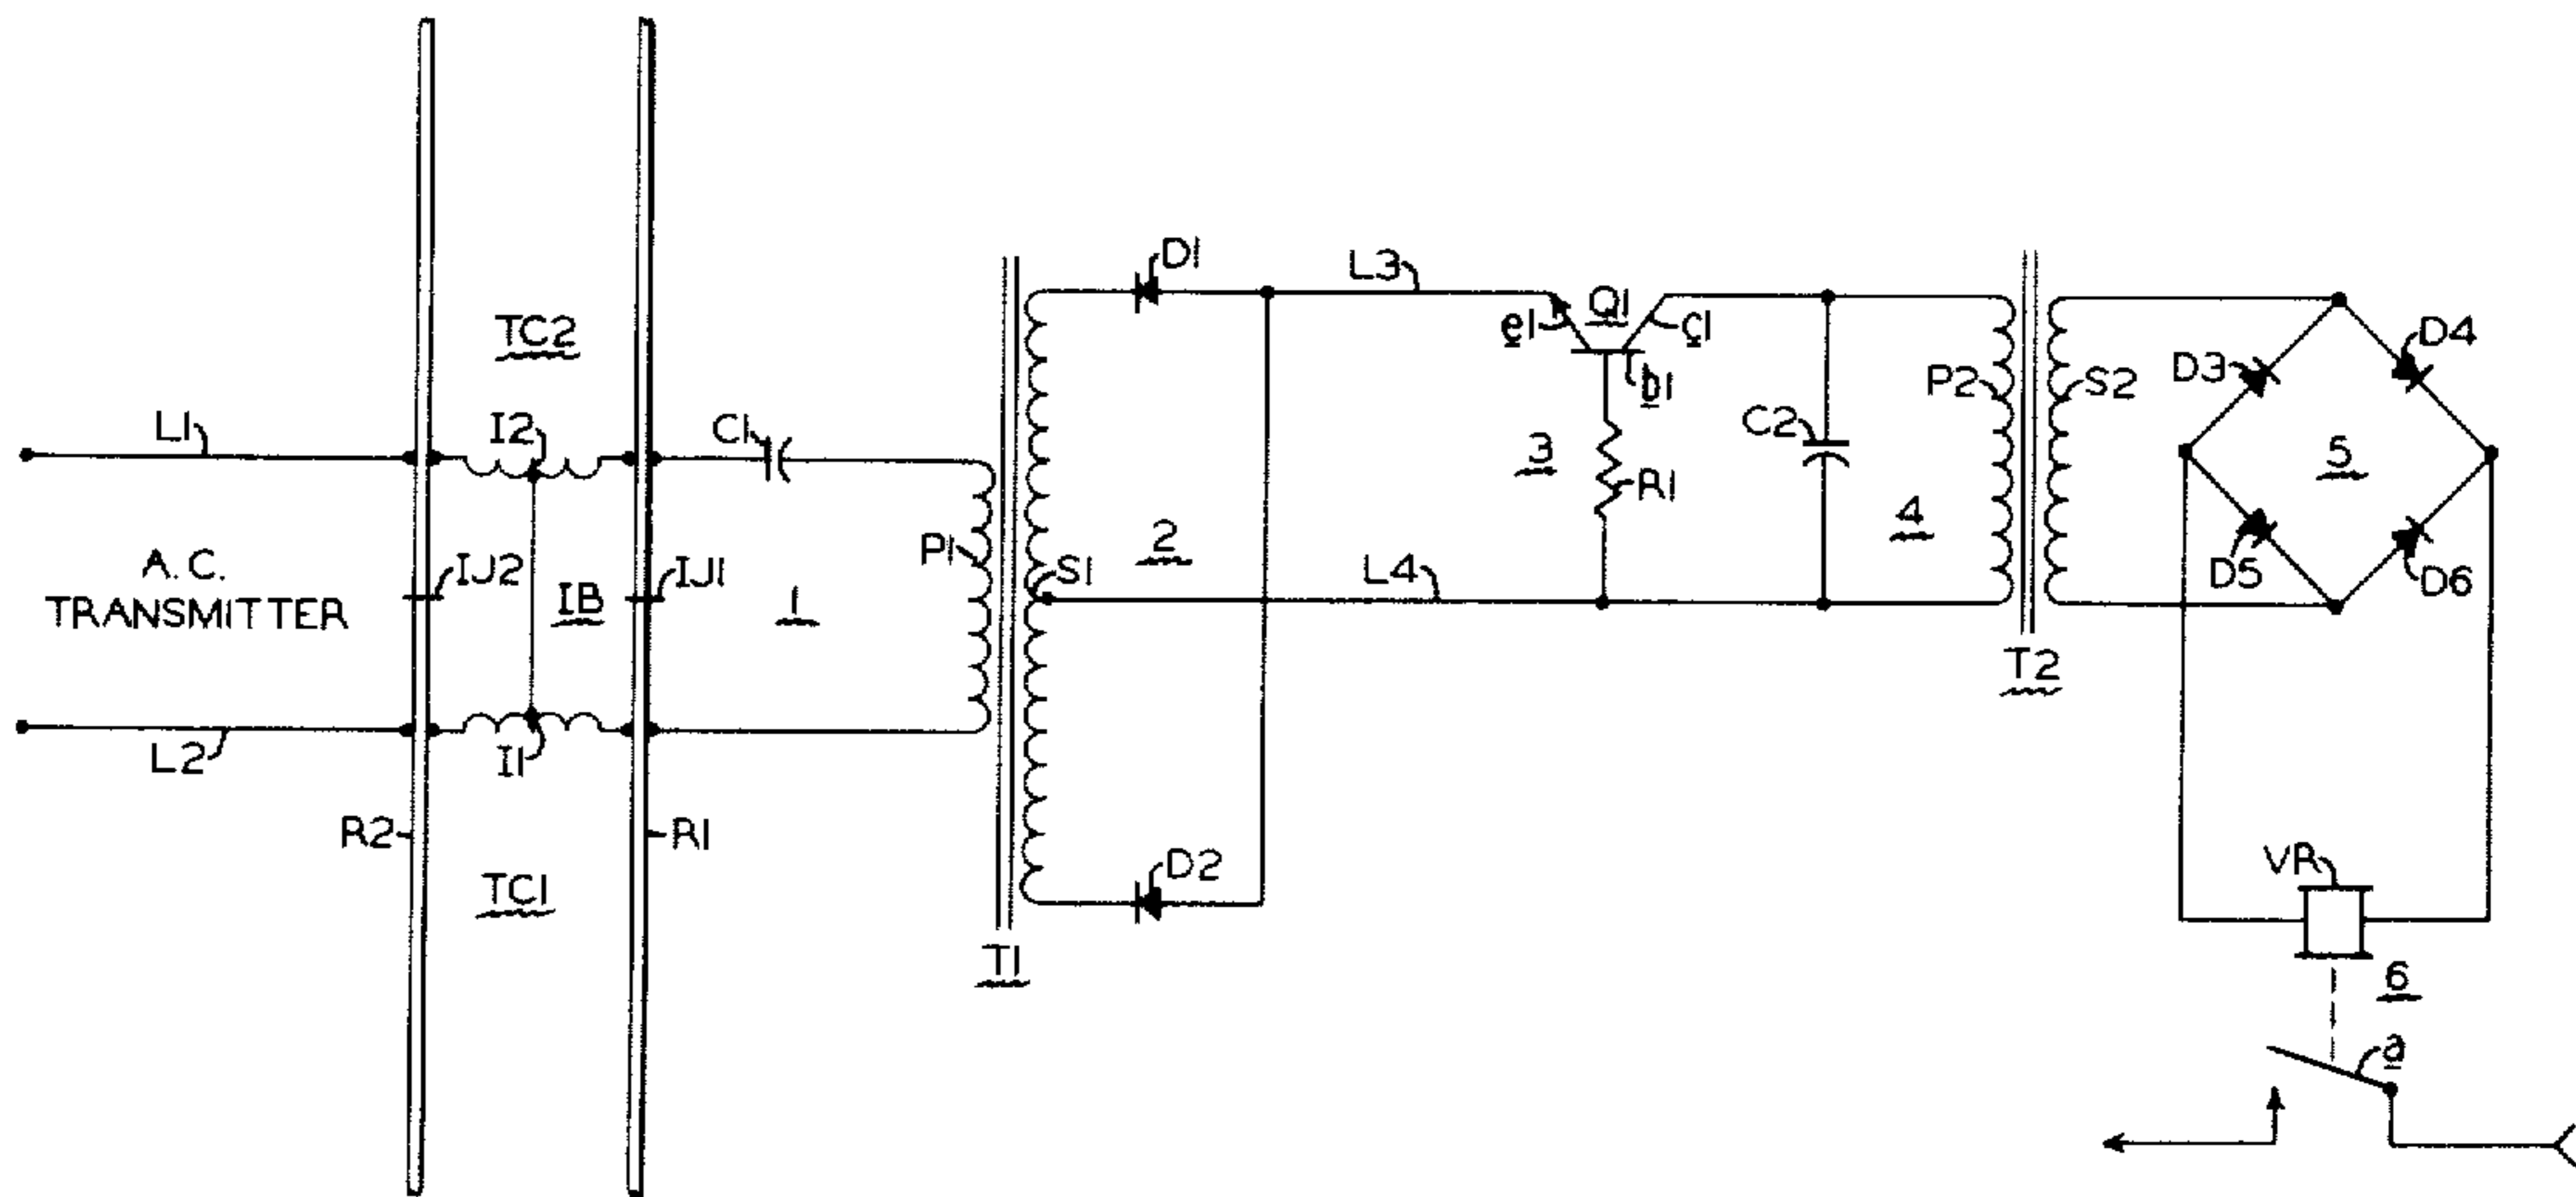 D1
L3
Q1
e1
c1
b1
TC2
D4
D3
P2
S2
L1
I2
C1
C2
3
R1
5
2
4
A.C.
TRANSMITTER
IJ2
IB
IJ1
1
P1
S1
L4
D5
D6
T2
L2
I1
R2
R1
TC1
D2
VR
T1
6
a